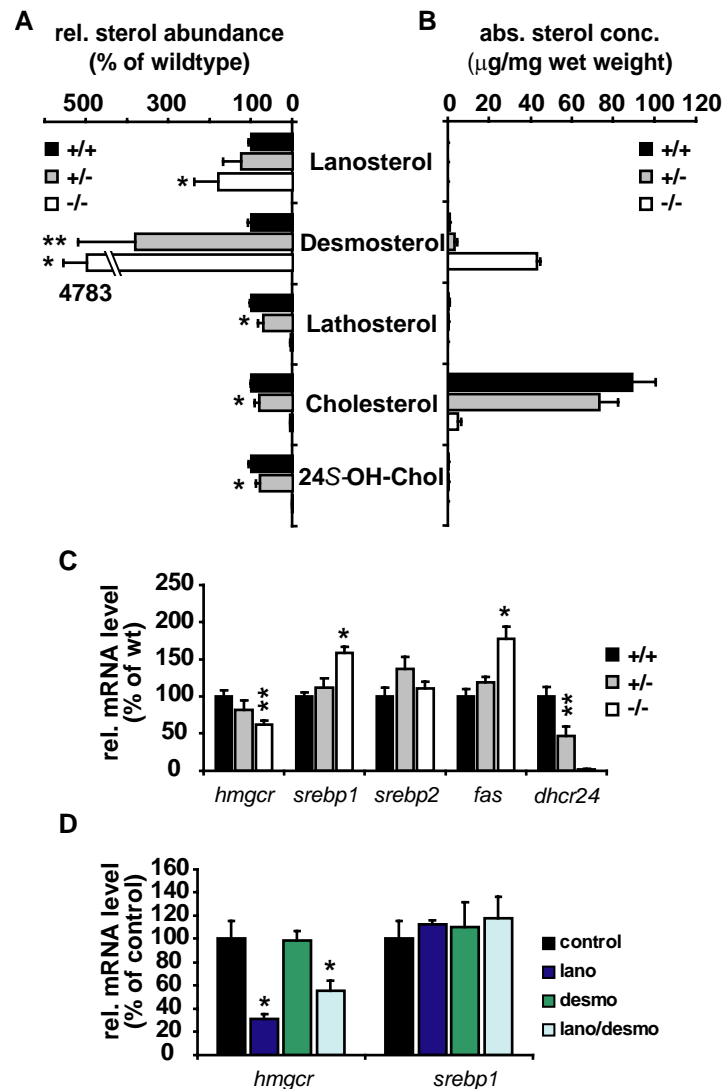 A
rel. sterol abundance
(% of wildtype)
B
abs. sterol conc.
(µg/mg wet weight)
500 300 100 0
0 20 40 60 80 100 120
+/+
+/-
-/-
+/+
+/-
-/-
Lanosterol
*
Desmosterol
**
*
4783
Lathosterol
*
Cholesterol
*
24S-OH-Chol
*
C
rel. mRNA level
(% of wt)
250
200
150
100
50
0
**
*
*
**
+/+
+/-
-/-
hmgcr srebp1 srebp2 fas dhcr24
D
rel. mRNA level
(% of control)
160
140
120
100
80
60
40
20
0
*
*
control
lano
desmo
lano/desmo
hmgcr srebp1